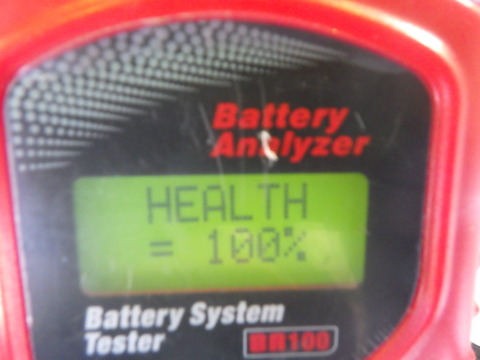 Battery
Analyzer
HEALTH
= 100%
Battery System
Tester
BR100